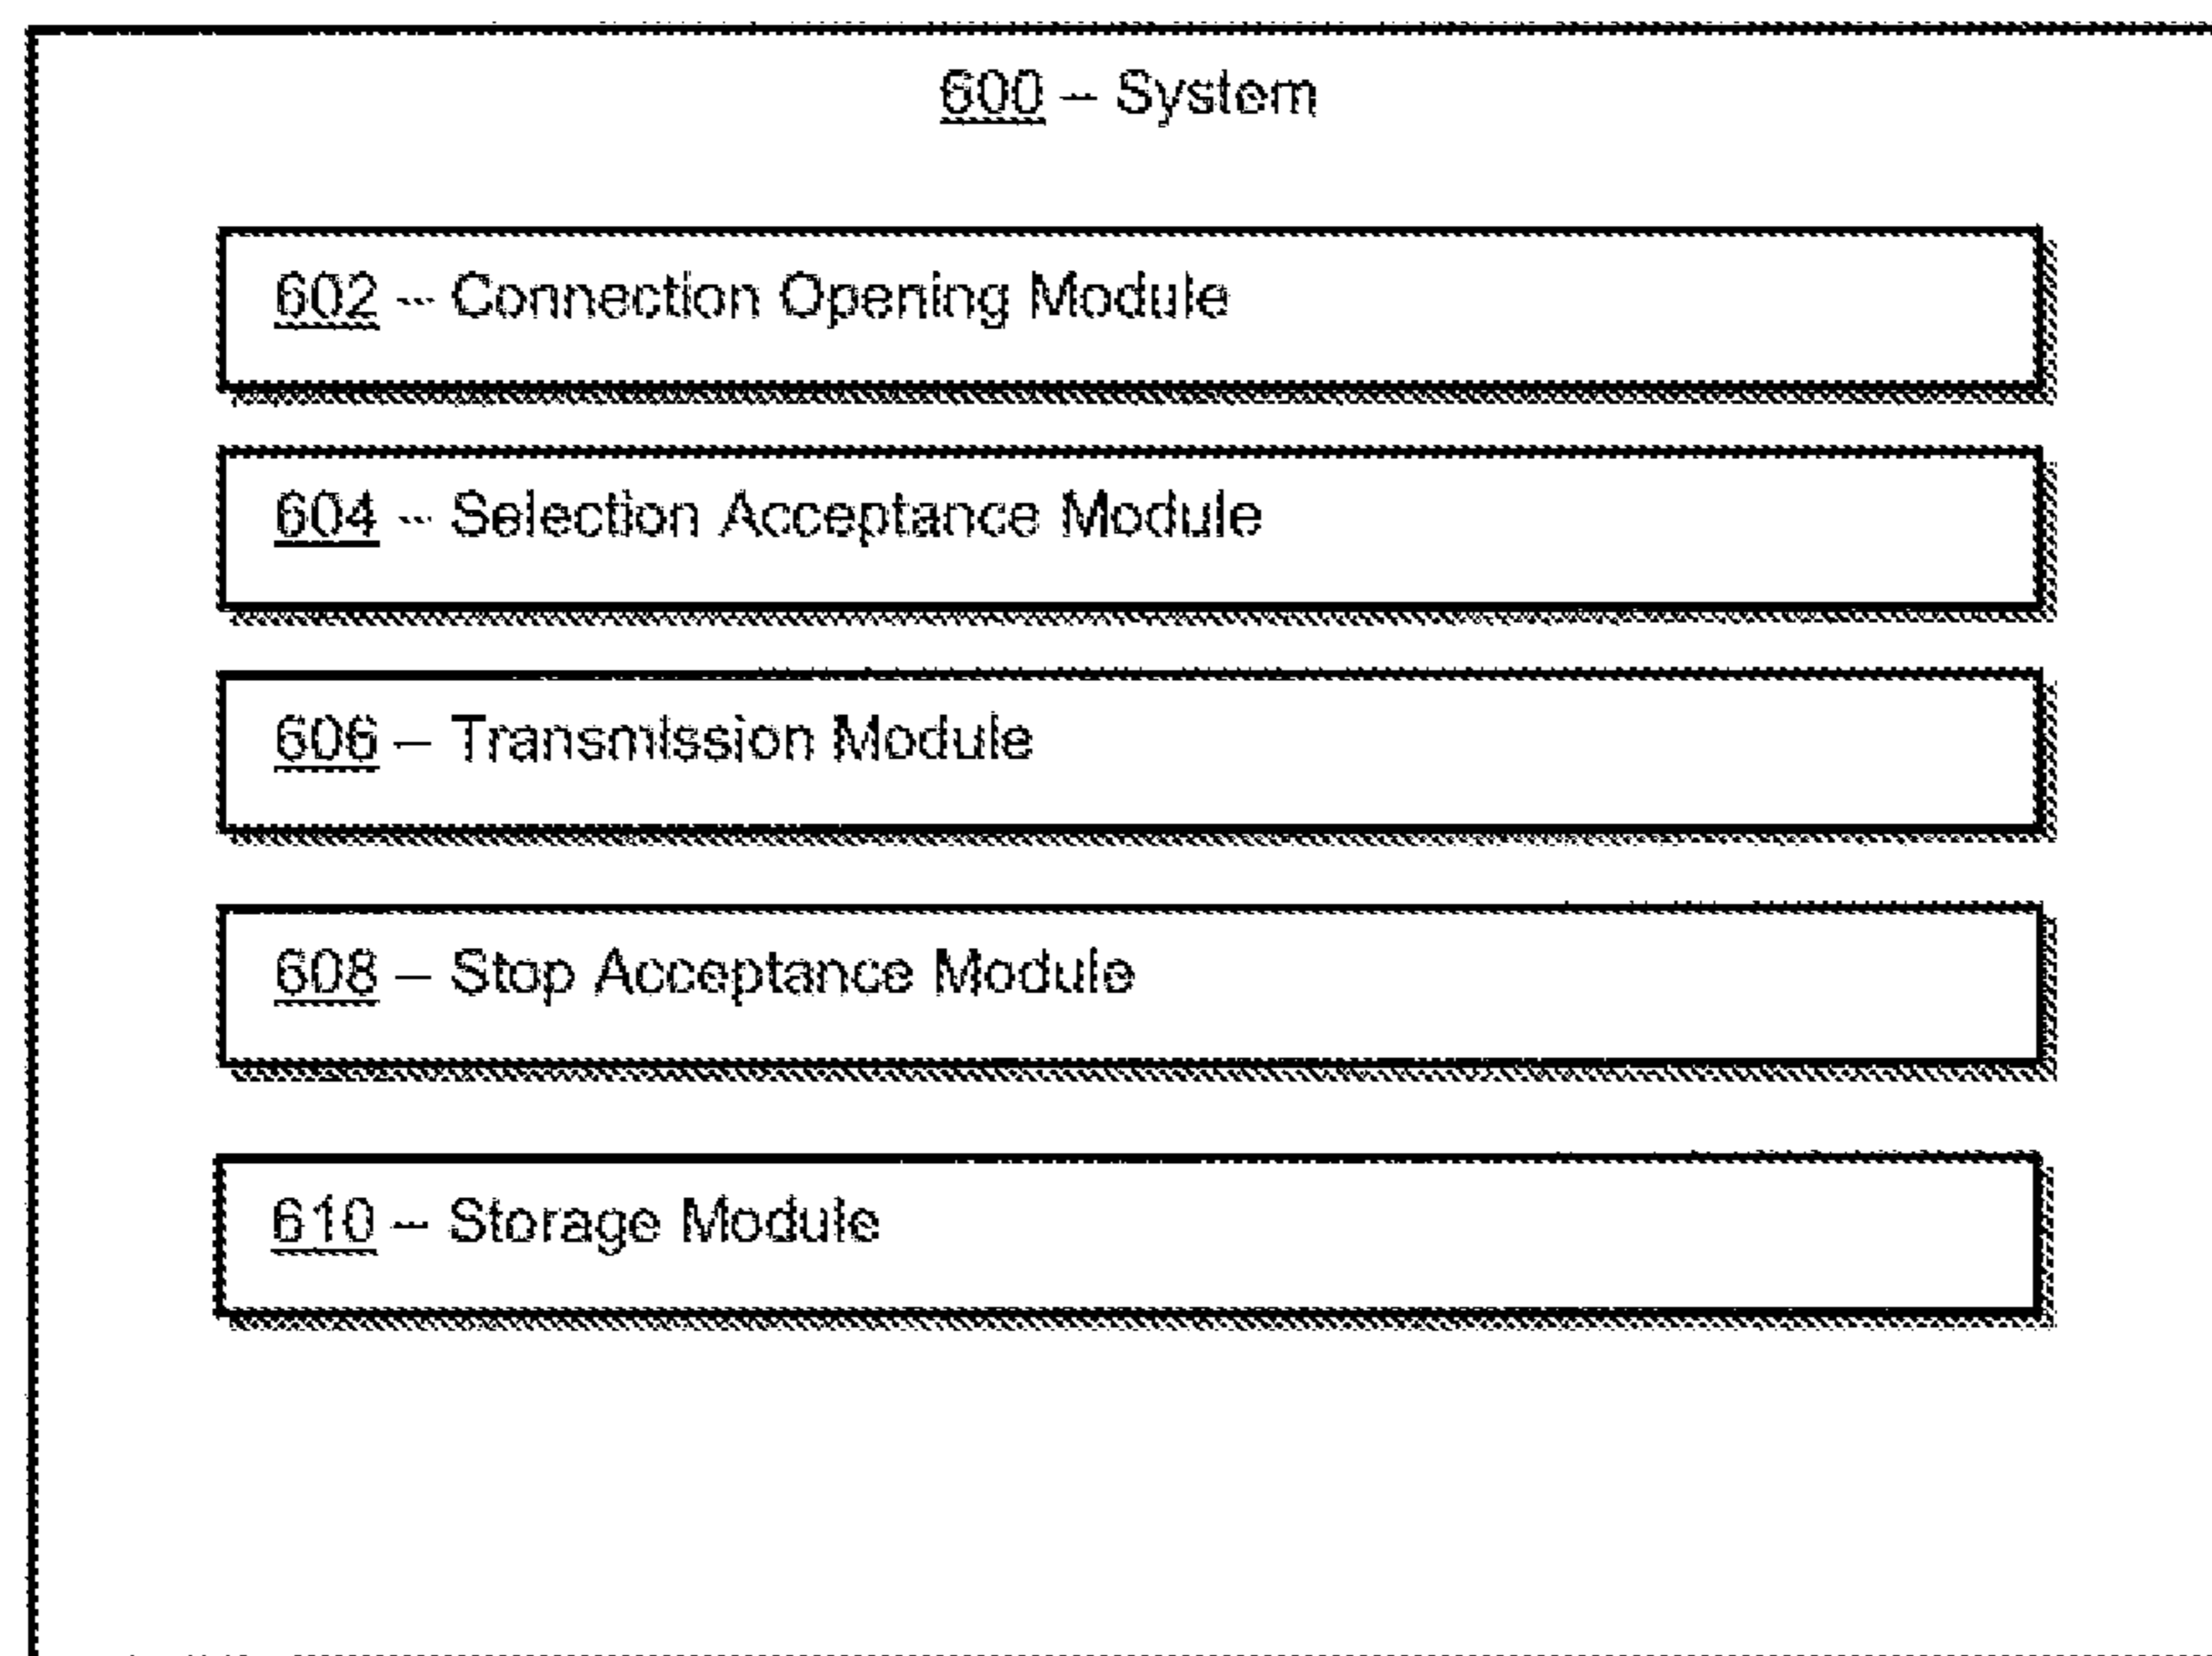 600 – System
602 – Connection Opening Module
604 – Selection Acceptance Module
606 – Transmission Module
608 – Stop Acceptance Module
610 – Storage Module